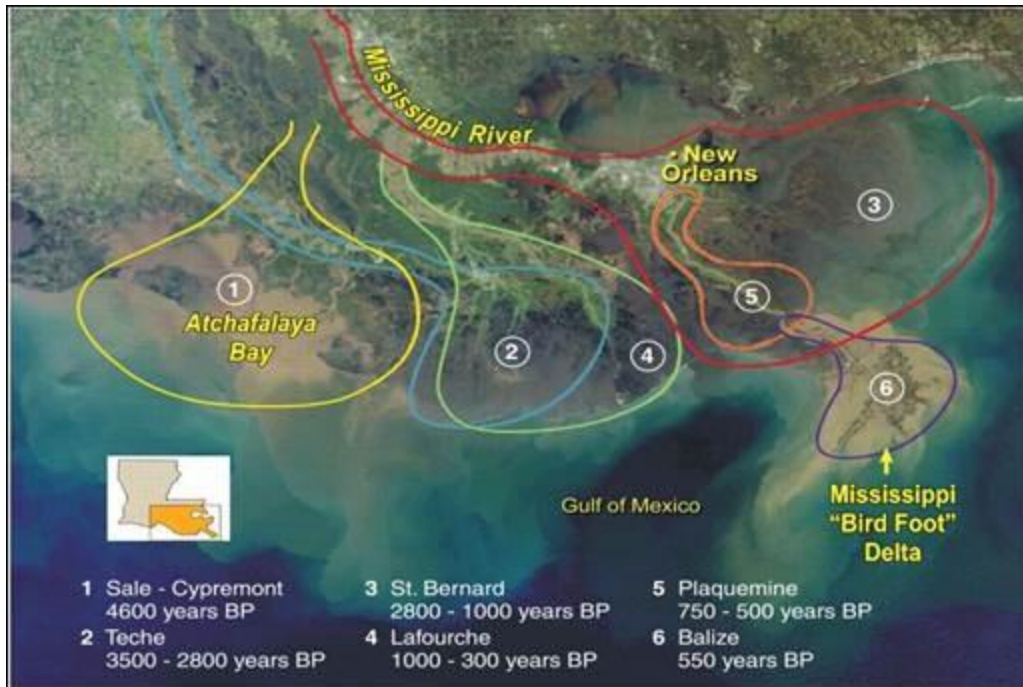 Mississippi River
New
Orleans
3
1
Atchafalaya
Bay
5
2
4
6
Gulf of Mexico
Mississippi
"Bird Foot"
Delta
1 Sale - Cypremont
4600 years BP
2 Teche
3500 - 2800 years BP
3 St. Bernard
2800 - 1000 years BP
4 Lafourche
1000 - 300 years BP
5 Plaquemine
750 - 500 years BP
6 Balize
550 years BP